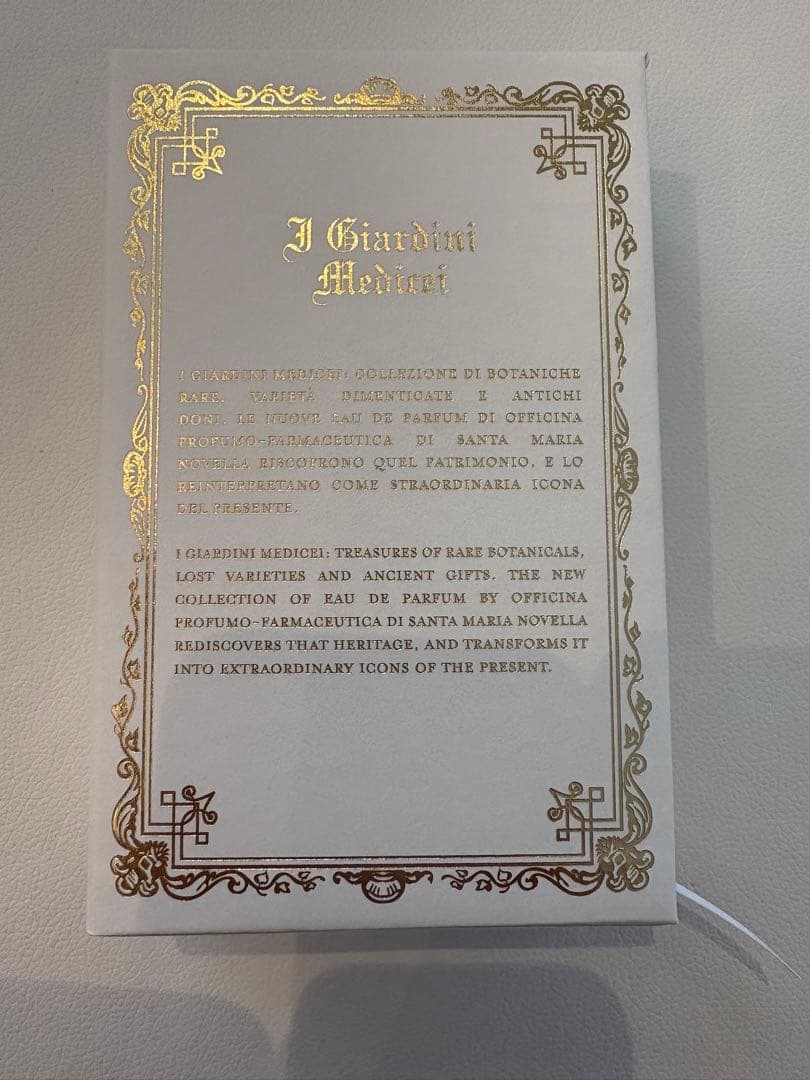 I Giardini
Medicei
I GIARDINI MEDICEI: COLLEZIONE DI BOTANICHE
RARE, VARIETÀ DIMENTICATE E ANTICHI
DONI. LE NUOVE EAU DE PARFUM DI OFFICINA
PROFUMO-FARMACEUTICA DI SANTA MARIA
NOVELLA RISCOPRONO QUEL PATRIMONIO, E LO
REINTERPRETANO COME STRAORDINARIA ICONA
DEL PRESENTE.
I GIARDINI MEDICEI: TREASURES OF RARE BOTANICALS,
LOST VARIETIES AND ANCIENT GIFTS. THE NEW
COLLECTION OF EAU DE PARFUM BY OFFICINA
PROFUMO-FARMACEUTICA DI SANTA MARIA NOVELLA
REDISCOVERS THAT HERITAGE, AND TRANSFORMS IT
INTO EXTRAORDINARY ICONS OF THE PRESENT.